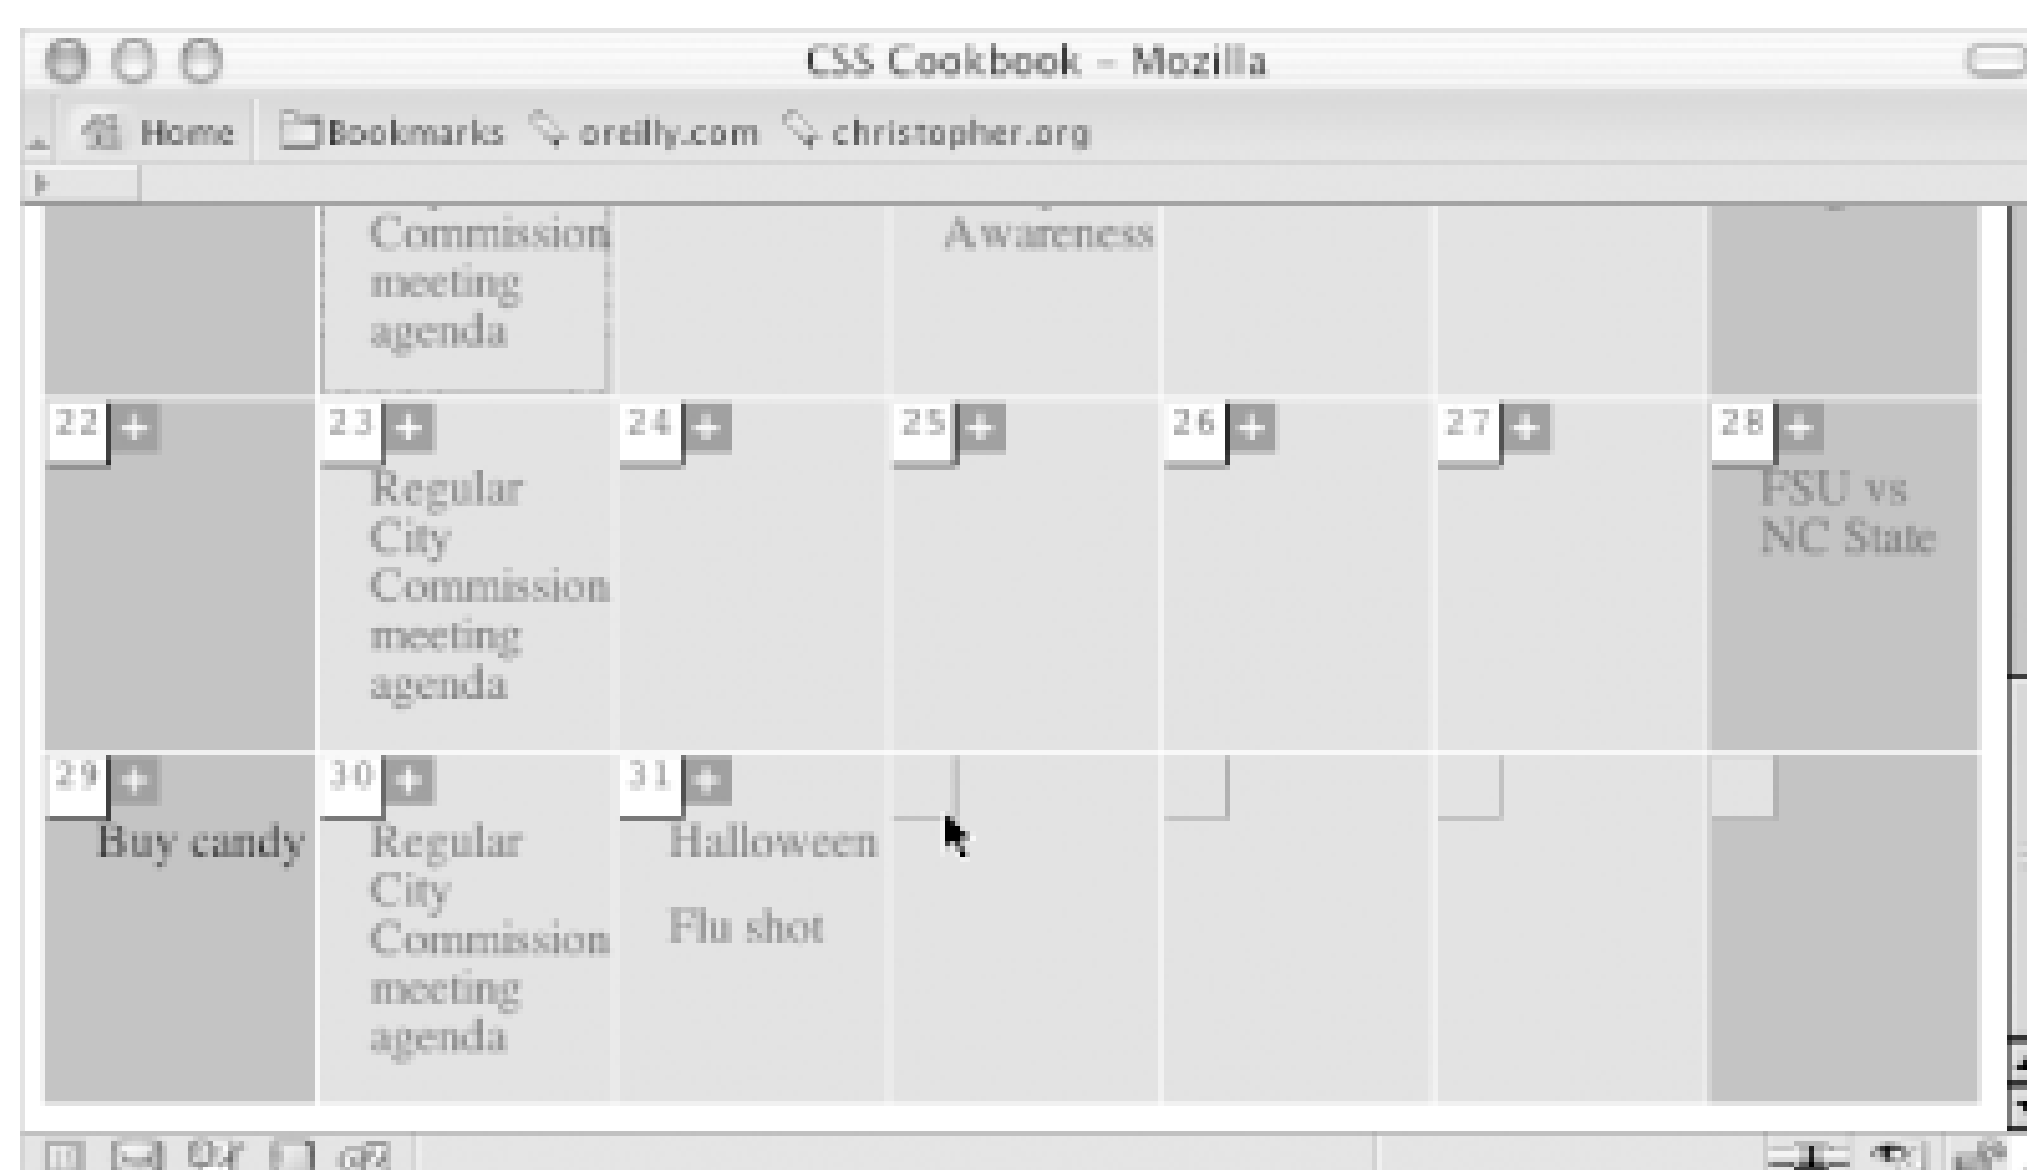 CSS Cookbook – Mozilla
Home Bookmarks oreilly.com christopher.org
Commission
meeting
agenda
Awareness
22 + 23 + 24 + 25 + 26 + 27 + 28 +
Regular
City
Commission
meeting
agenda
FSU vs
NC State
29 + 30 + 31 +
Buy candy
Regular
City
Commission
meeting
agenda
Halloween
Flu shot